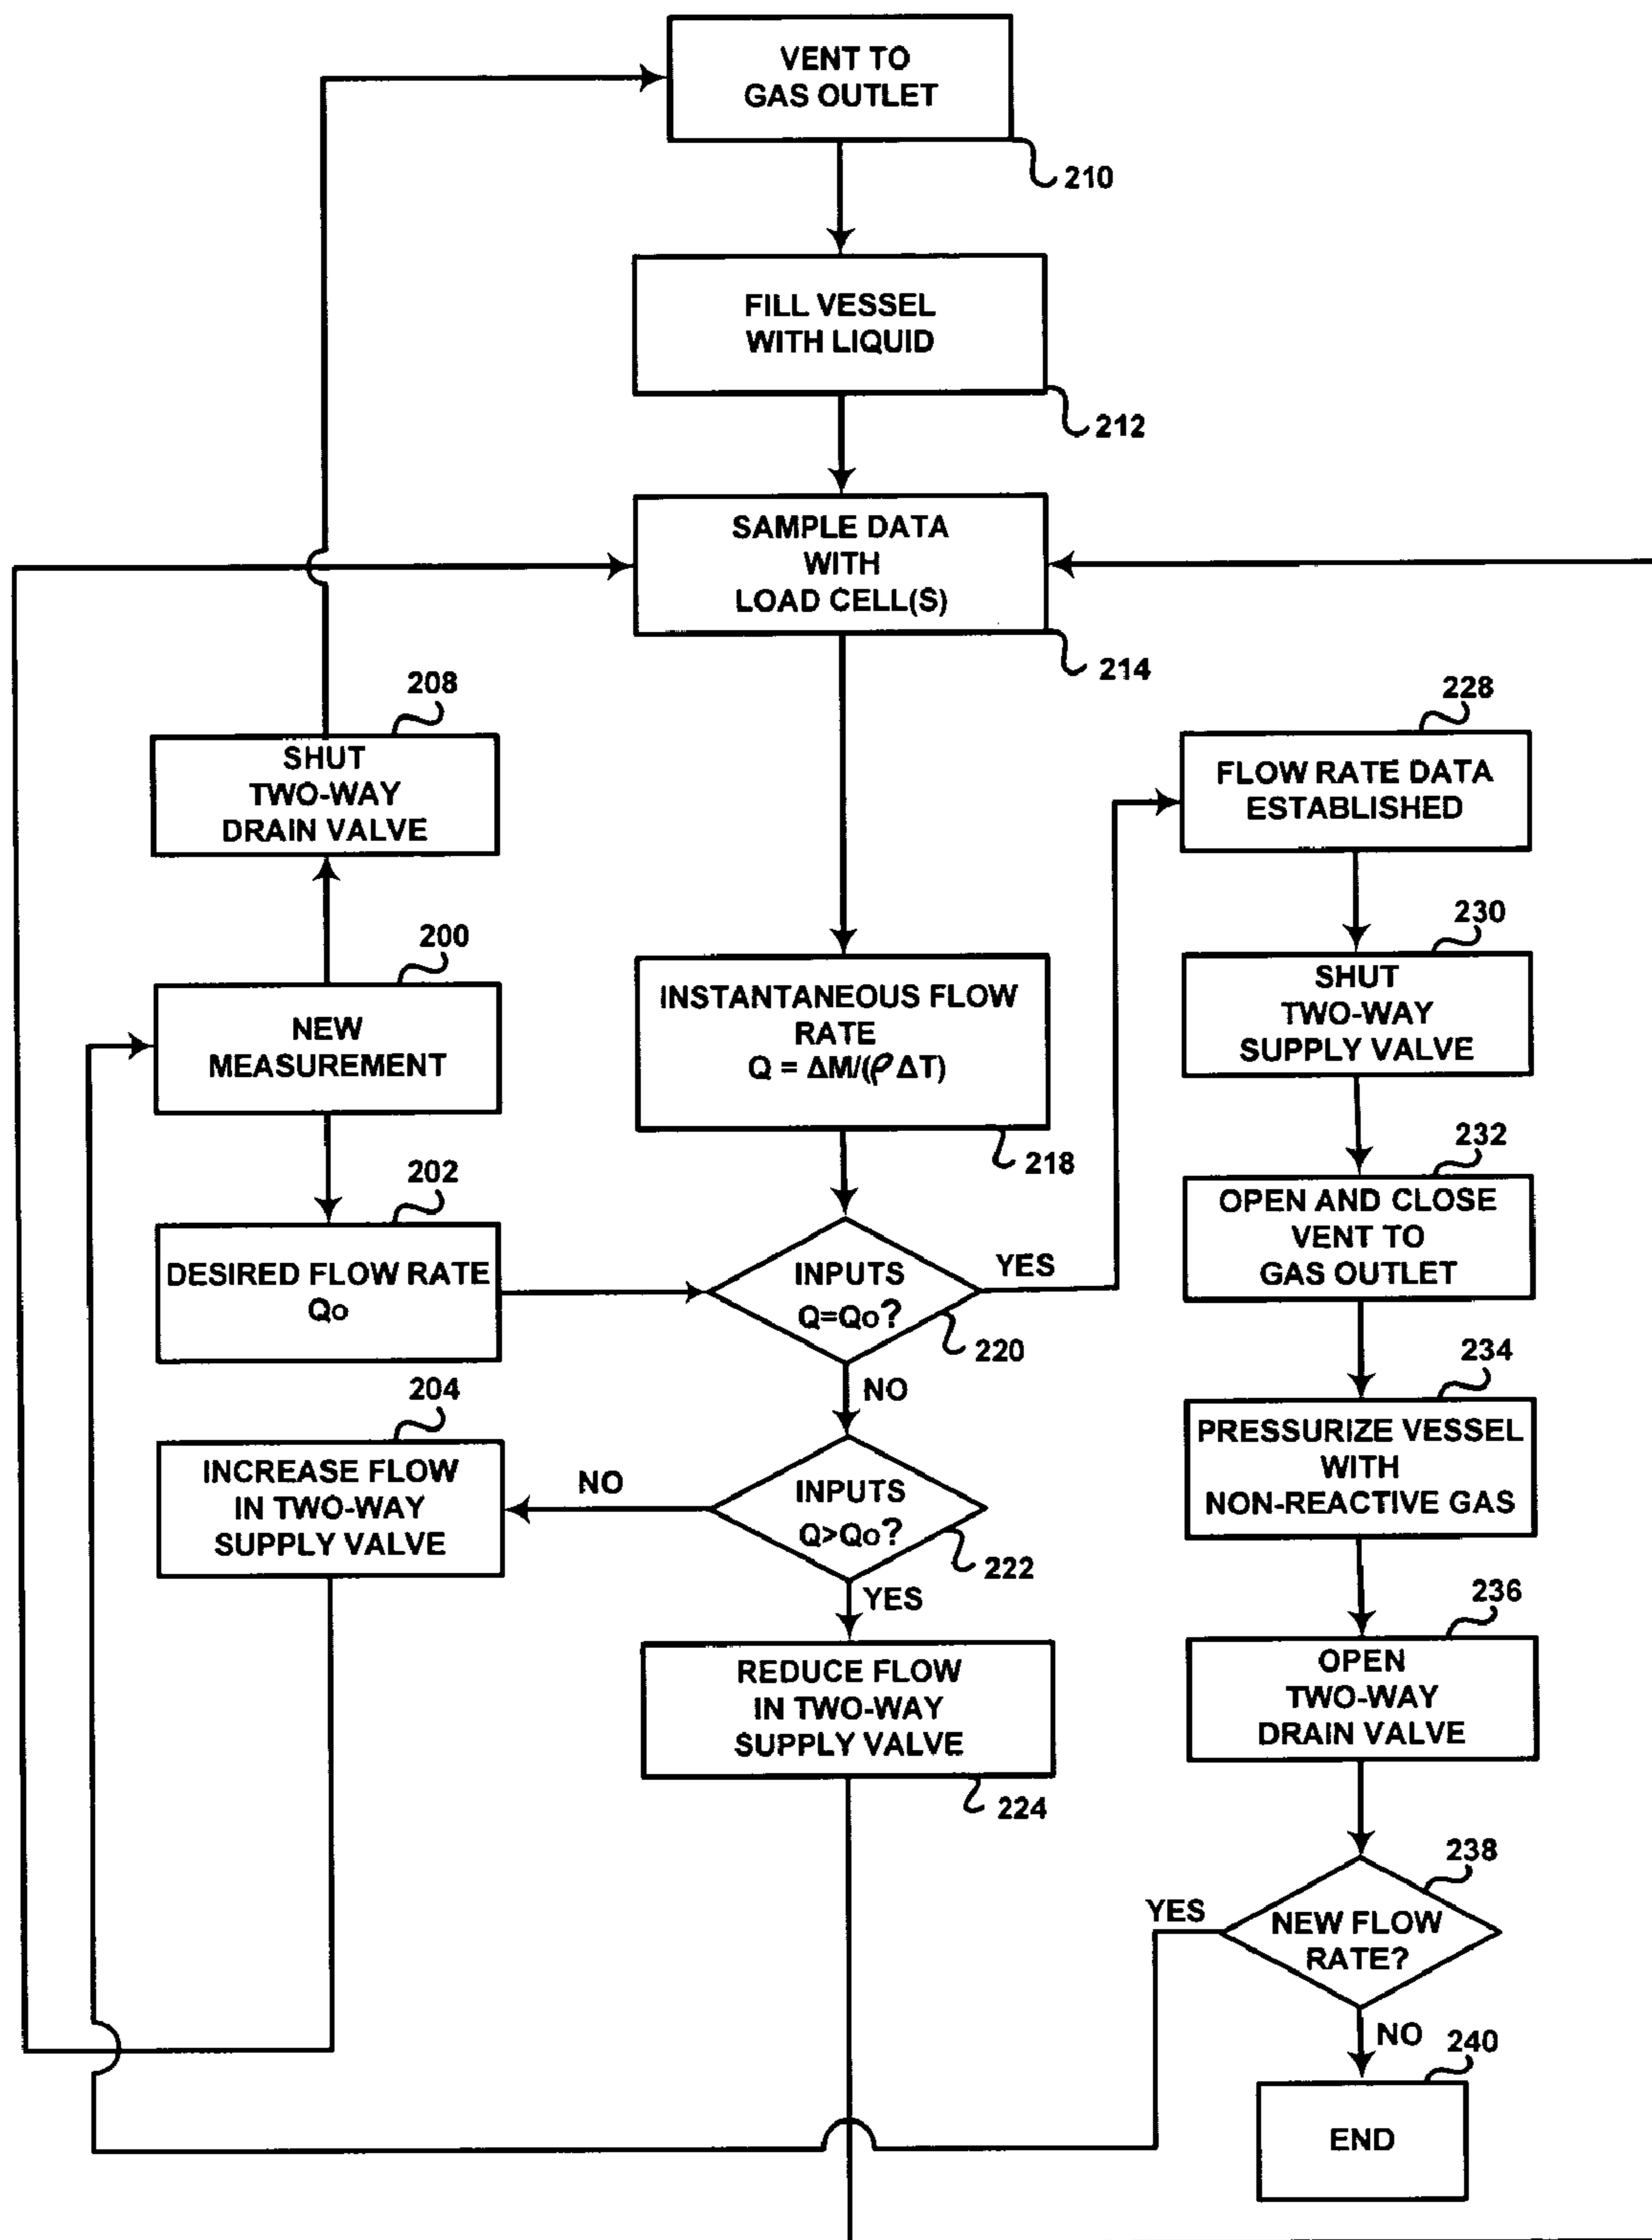 VENT TO
GAS OUTLET
210
FILL VESSEL
WITH LIQUID
212
SAMPLE DATA
WITH
LOAD CELL(S)
214
208
SHUT
TWO-WAY
DRAIN VALVE
200
NEW
MEASUREMENT
202
DESIRED FLOW RATE
Qo
204
INCREASE FLOW
IN TWO-WAY
SUPPLY VALVE
INSTANTANEOUS FLOW
RATE
Q = ΔM/(ρ ΔT)
218
INPUTS
Q=Qo?
220
YES
NO
INPUTS
Q>Qo?
222
NO
YES
REDUCE FLOW
IN TWO-WAY
SUPPLY VALVE
224
228
FLOW RATE DATA
ESTABLISHED
230
SHUT
TWO-WAY
SUPPLY VALVE
232
OPEN AND CLOSE
VENT TO
GAS OUTLET
234
PRESSURIZE VESSEL
WITH
NON-REACTIVE GAS
236
OPEN
TWO-WAY
DRAIN VALVE
238
YES
NEW FLOW
RATE?
NO
240
END